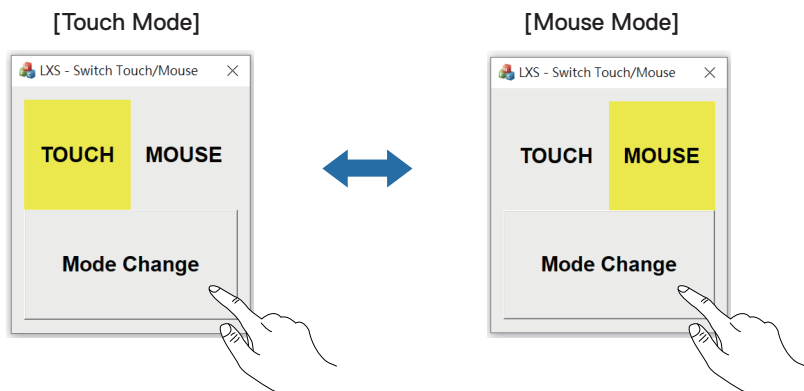 [Touch Mode]
[Mouse Mode]
LXS - Switch Touch/Mouse
LXS - Switch Touch/Mouse
TOUCH MOUSE
TOUCH MOUSE
Mode Change
Mode Change